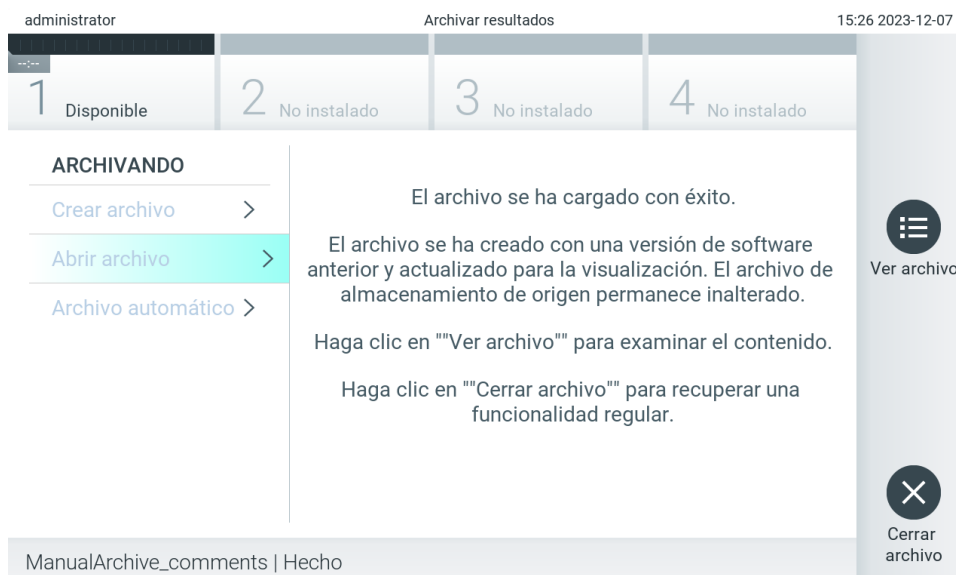 administrator
Archivar resultados
15:26 2023-12-07
--:--
1 Disponible
2 No instalado
3 No instalado
4 No instalado
ARCHIVANDO
Crear archivo
Abrir archivo
Archivo automático
El archivo se ha cargado con éxito.
El archivo se ha creado con una versión de software
anterior y actualizado para la visualización. El archivo de
almacenamiento de origen permanece inalterado.
Haga clic en ""Ver archivo"" para examinar el contenido.
Haga clic en ""Cerrar archivo"" para recuperar una
funcionalidad regular.
Ver archivo
Cerrar
archivo
ManualArchive_comments | Hecho